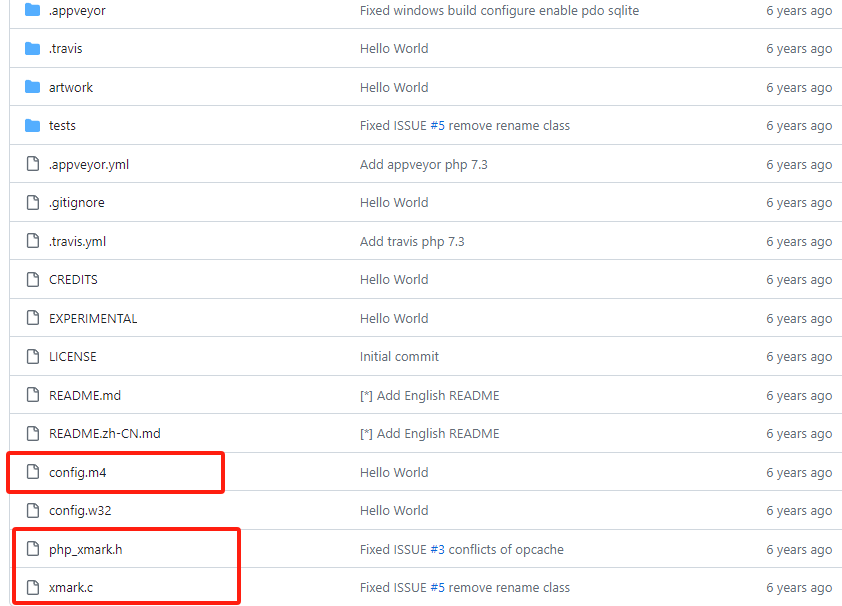 .appveyor Fixed windows build configure enable pdo sqlite 6 years ago
.travis Hello World 6 years ago
artwork Hello World 6 years ago
tests Fixed ISSUE #5 remove rename class 6 years ago
.appveyor.yml Add appveyor php 7.3 6 years ago
.gitignore Hello World 6 years ago
.travis.yml Add travis php 7.3 6 years ago
CREDITS Hello World 6 years ago
EXPERIMENTAL Hello World 6 years ago
LICENSE Initial commit 6 years ago
README.md [*] Add English README 6 years ago
README.zh-CN.md [*] Add English README 6 years ago
config.m4 Hello World 6 years ago
config.w32 Hello World 6 years ago
php_xmark.h Fixed ISSUE #3 conflicts of opcache 6 years ago
xmark.c Fixed ISSUE #5 remove rename class 6 years ago